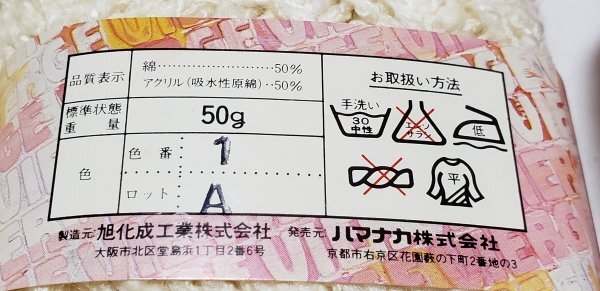 品質表示
綿……………………50%
アクリル（吸水性原綿）‥50%
標準状態
重量
50g
色
色番：
1
ロット：
A
お取扱い方法
手洗い
30
中性
エンソ
サラシ
低
平
製造元 旭化成工業株式会社
大阪市北区堂島浜1丁目2番6号
発売元 ハマナカ株式会社
京都市右京区花園薮の下町2番地の3